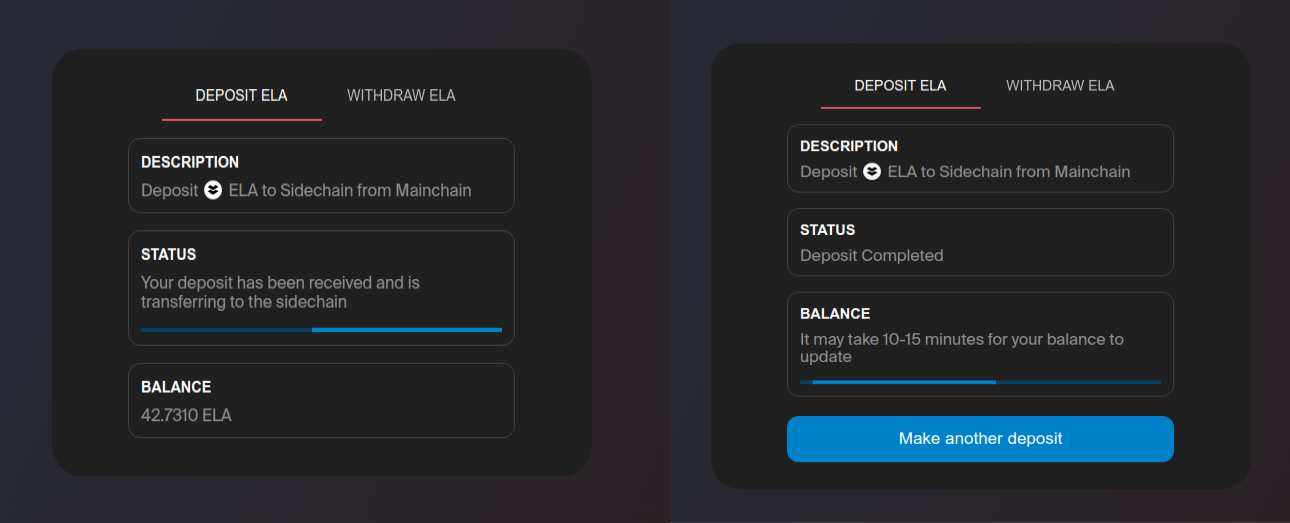 DEPOSIT ELA WITHDRAW ELA
DESCRIPTION
Deposit ELA to Sidechain from Mainchain
STATUS
Your deposit has been received and is
transferring to the sidechain
BALANCE
42.7310 ELA
DEPOSIT ELA WITHDRAW ELA
DESCRIPTION
Deposit ELA to Sidechain from Mainchain
STATUS
Deposit Completed
BALANCE
It may take 10-15 minutes for your balance to
update
Make another deposit